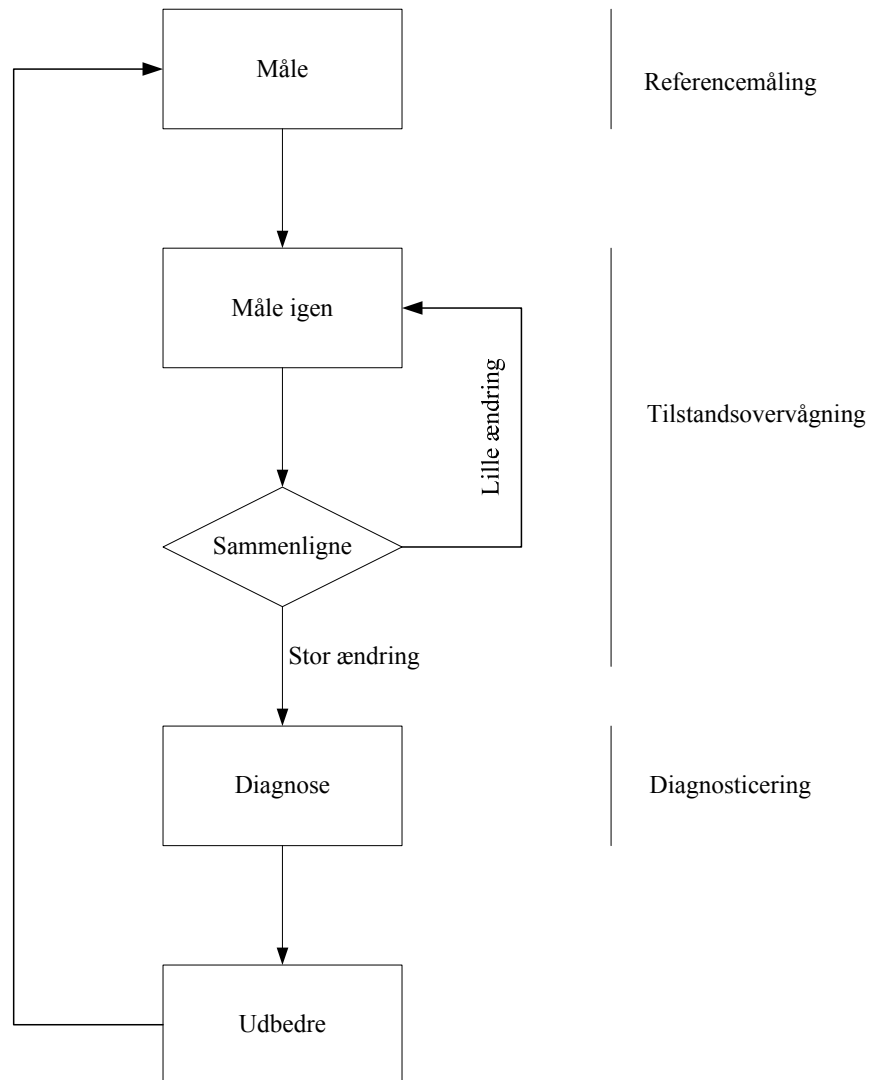 Måle
Referencemåling
Måle igen
Lille ændring
Tilstandsovervågning
Sammenligne
Stor ændring
Diagnose
Diagnosticering
Udbedre